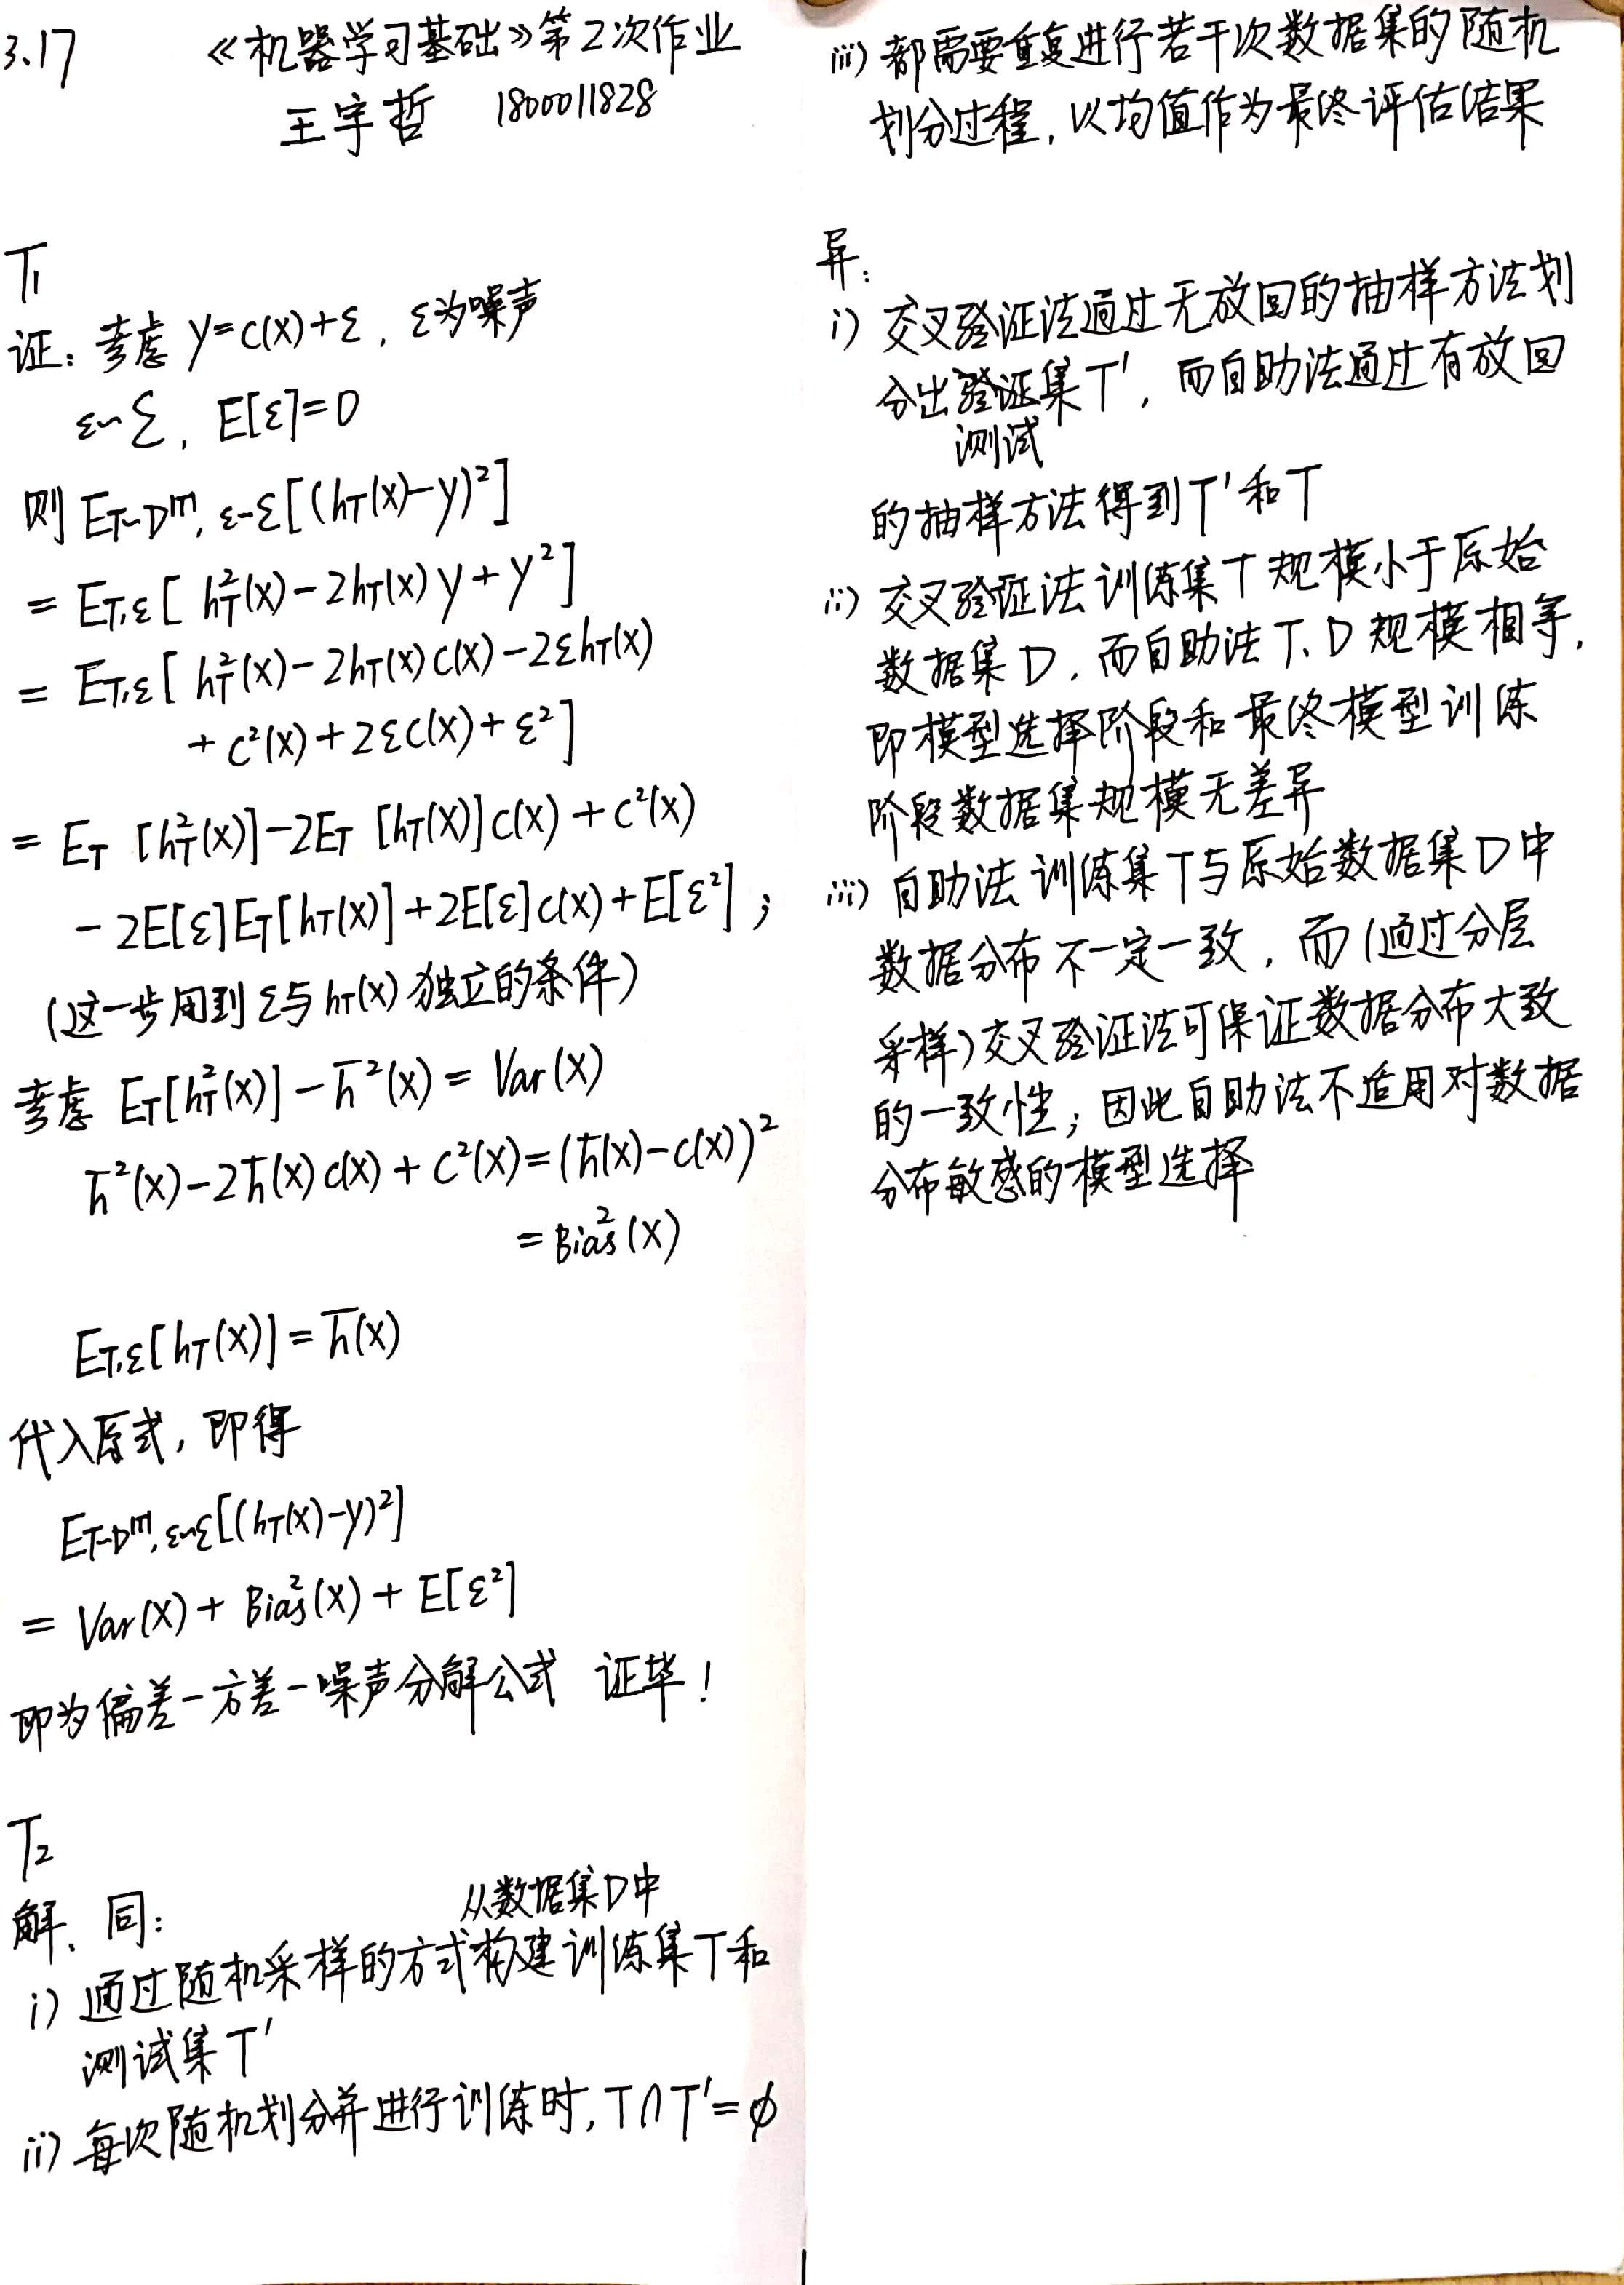 3.17 《机器学习基础》第2次作业
王宇哲 1800011828
T1
证: 考虑 y=c(x)+ε, ε为噪声
ε~Σ, E[ε]=0
则 E_{T~D^m, ε~Σ}[(h_T(x)-y)²]
= E_{T,ε}[h_T²(x)-2h_T(x)y+y²]
= E_{T,ε}[h_T²(x)-2h_T(x)c(x)-2εh_T(x)
+c²(x)+2εc(x)+ε²]
= E_T[h_T²(x)]-2E_T[h_T(x)]c(x)+c²(x)
-2E[ε]E_T[h_T(x)]+2E[ε]c(x)+E[ε²];
(这一步用到ε与h_T(x)独立的条件)
考虑 E_T[h_T²(x)]-h̄²(x)=Var(x)
h̄²(x)-2h̄(x)c(x)+c²(x)=(h̄(x)-c(x))²
=Bias²(x)
E_{T,ε}[h_T(x)]=h̄(x)
代入原式, 即得
E_{T~D^m, ε~Σ}[(h_T(x)-y)²]
= Var(x)+Bias²(x)+E[ε²]
即为偏差-方差-噪声分解公式 证毕!
T2
解. 同:
从数据集D中
i) 通过随机采样的方式构建训练集T和
测试集T'
ii) 每次随机划分并进行训练时, T∩T'=∅
iii) 都需要重复进行若干次数据集的随机
划分过程, 以均值作为最终评估结果
异:
i) 交叉验证法通过无放回的抽样方法划
分出验证集T', 而自助法通过有放回
测试
的抽样方法得到T'和T
ii) 交叉验证法训练集T规模小于原始
数据集D, 而自助法T、D规模相等,
即模型选择阶段和最终模型训练
阶段数据集规模无差异
iii) 自助法训练集T与原始数据集D中
数据分布不一定一致, 而(通过分层
采样)交叉验证法可保证数据分布大致
的一致性; 因此自助法不适用对数据
分布敏感的模型选择